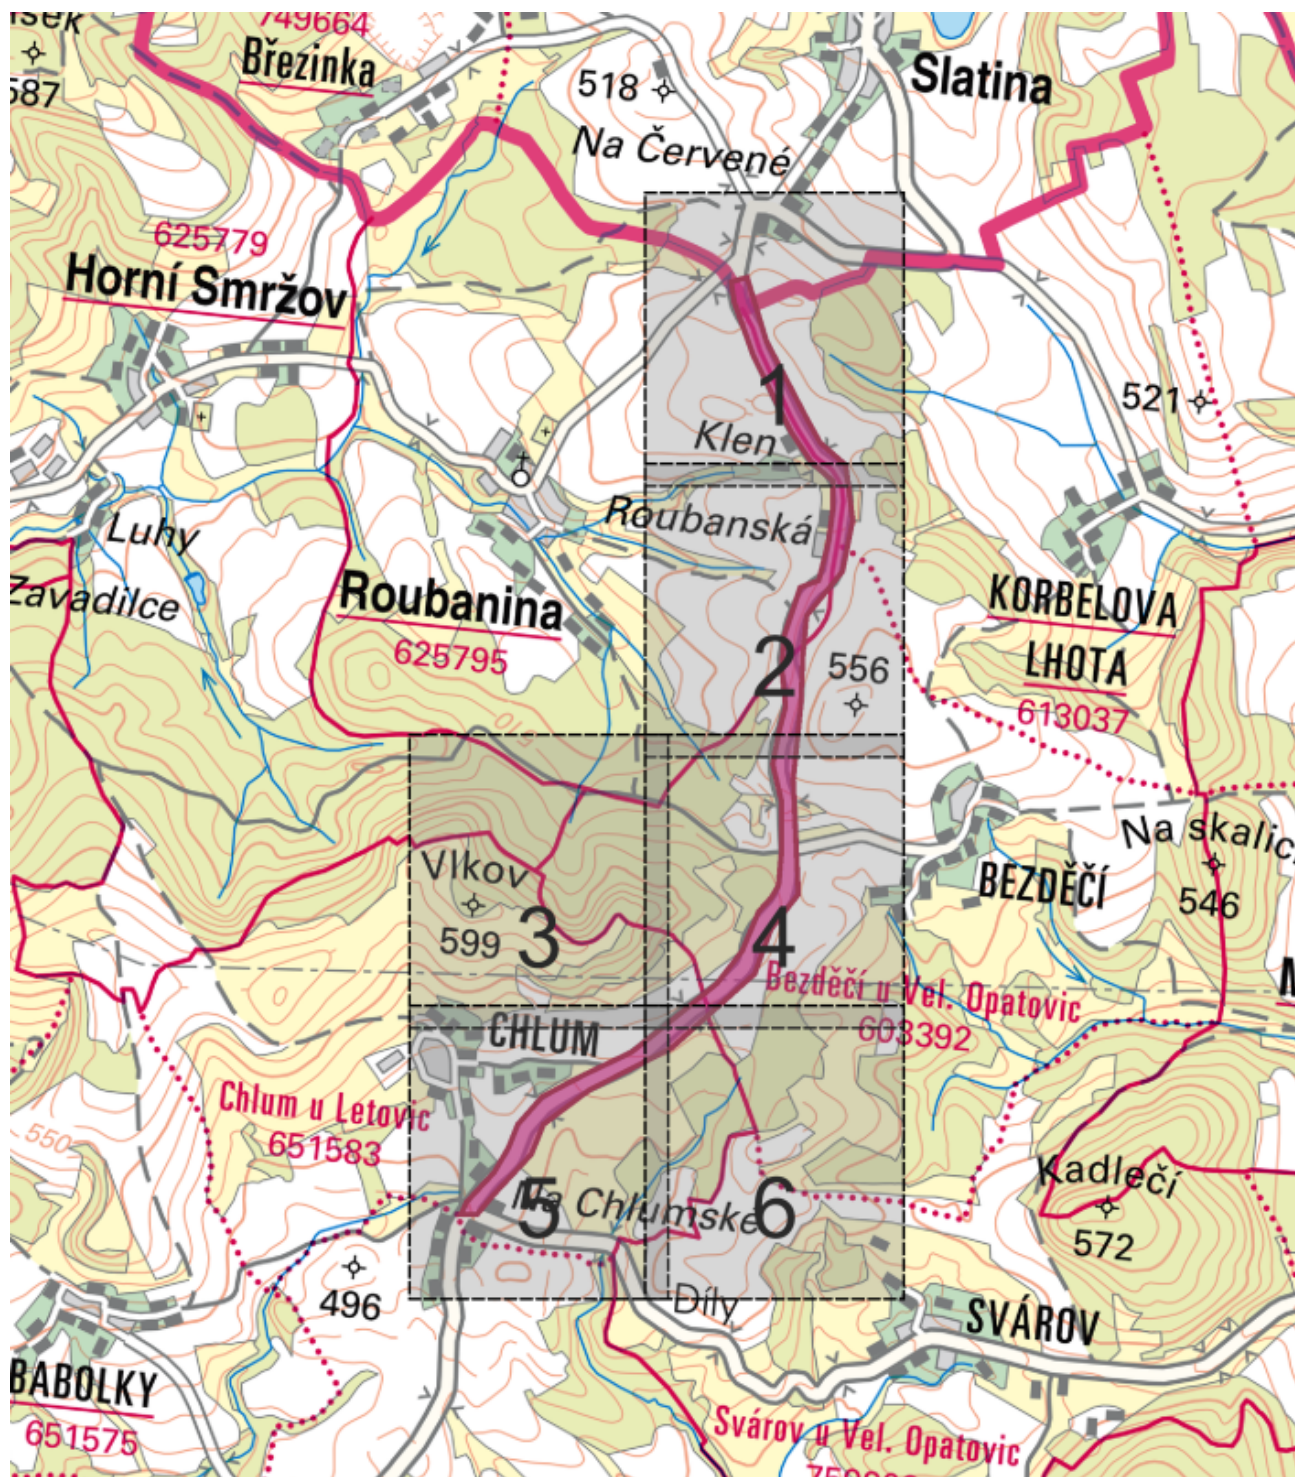 749664
Březinka
587
518
Slatina
Na Červené
625779
Horní Smržov
521
1
Klen
Luhy
Roubanská
Zavadilce
Roubanina
625795
KORBELOVA
LHOTA
613037
2
556
510
Vlkov
599
3
4
BEZDĚČÍ
Na skalici
546
Bezděčí u Vel. Opatovic
603392
CHLUM
Chlum u Letovic
651583
550
Kadlečí
572
Na Chlumské
5
6
496
Díly
SVÁROV
BABOLKY
651575
Svárov u Vel. Opatovic